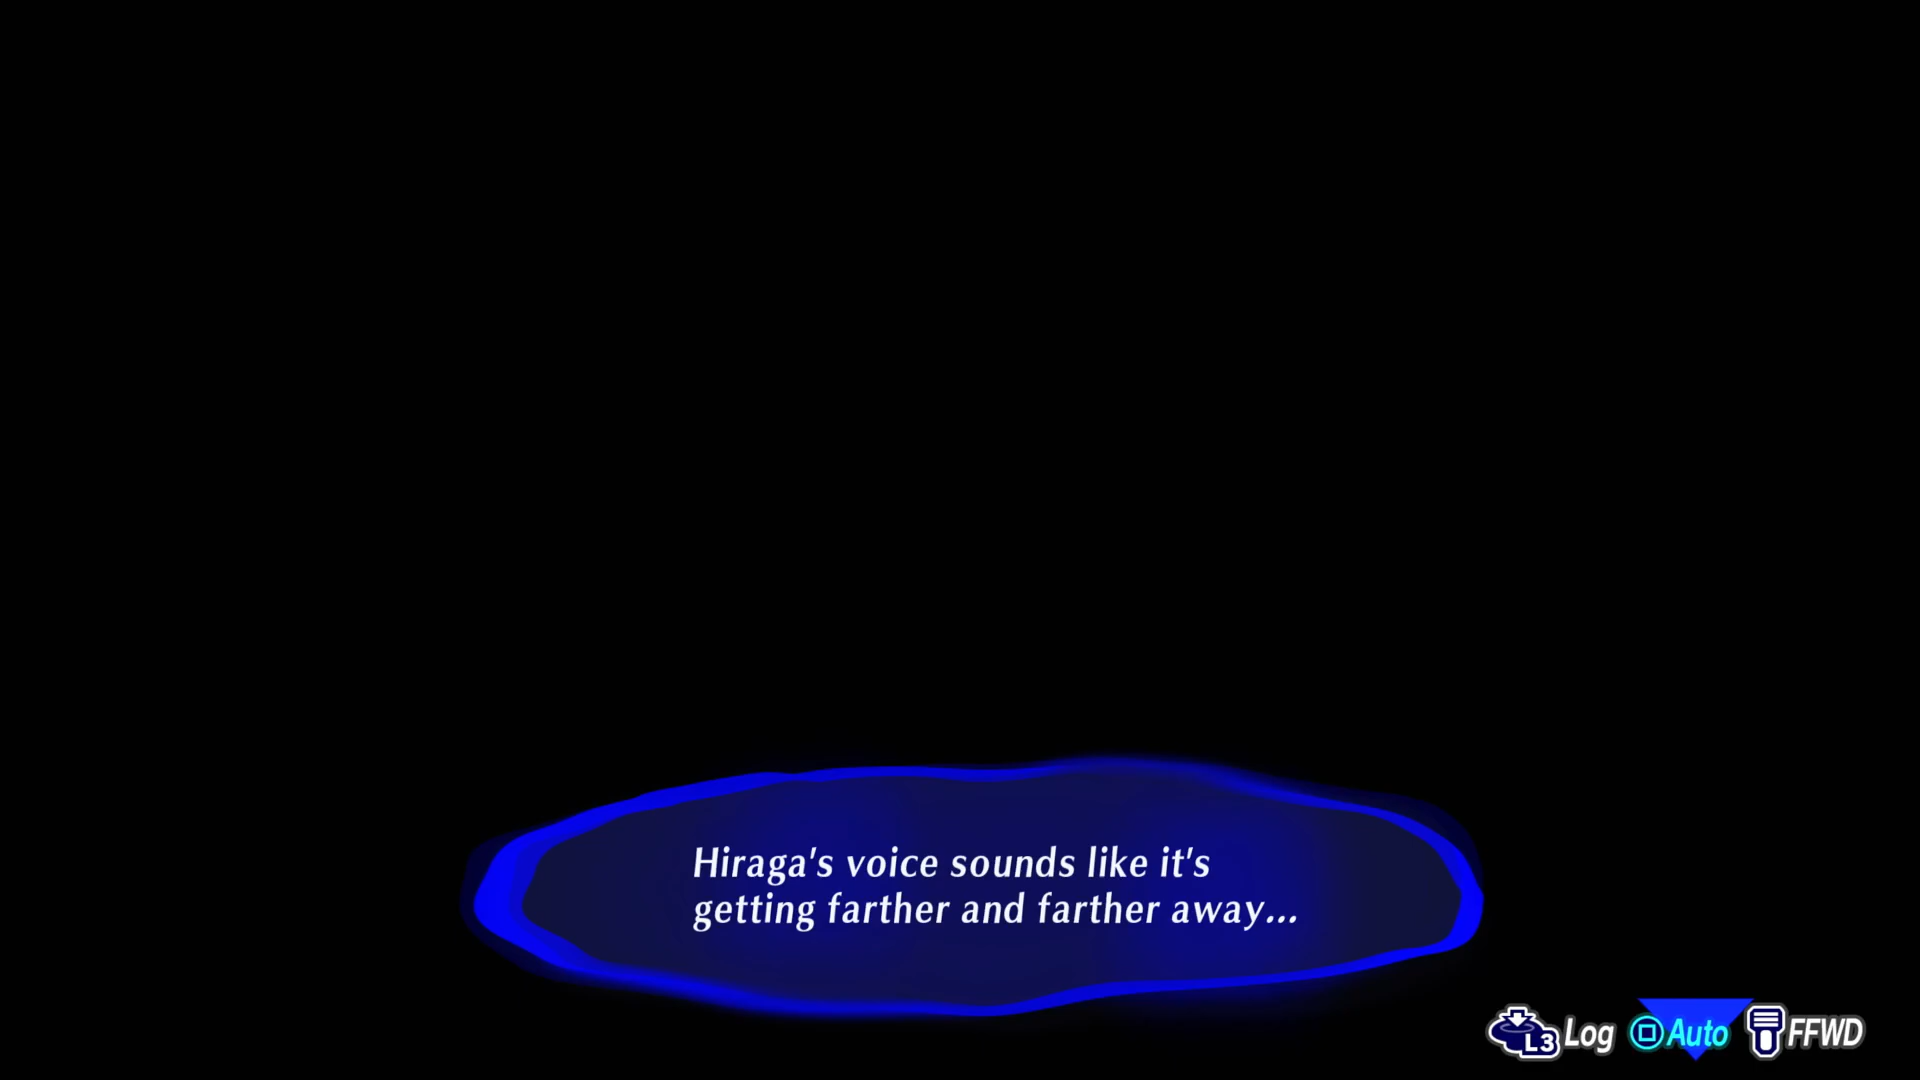 Hiraga's voice sounds like it's
getting farther and farther away...
L3 Log Auto FFWD